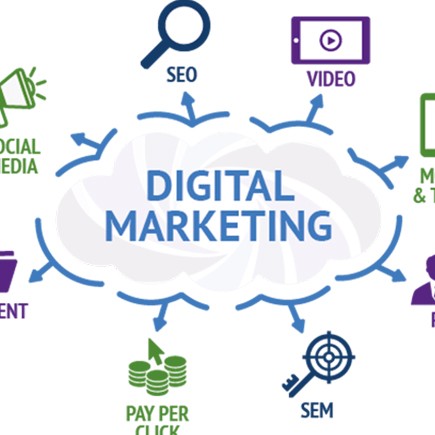 SEO
VIDEO
OCIAL
EDIA
M
& T
DIGITAL
MARKETING
ENT
PAY PER
CLICK
SEM